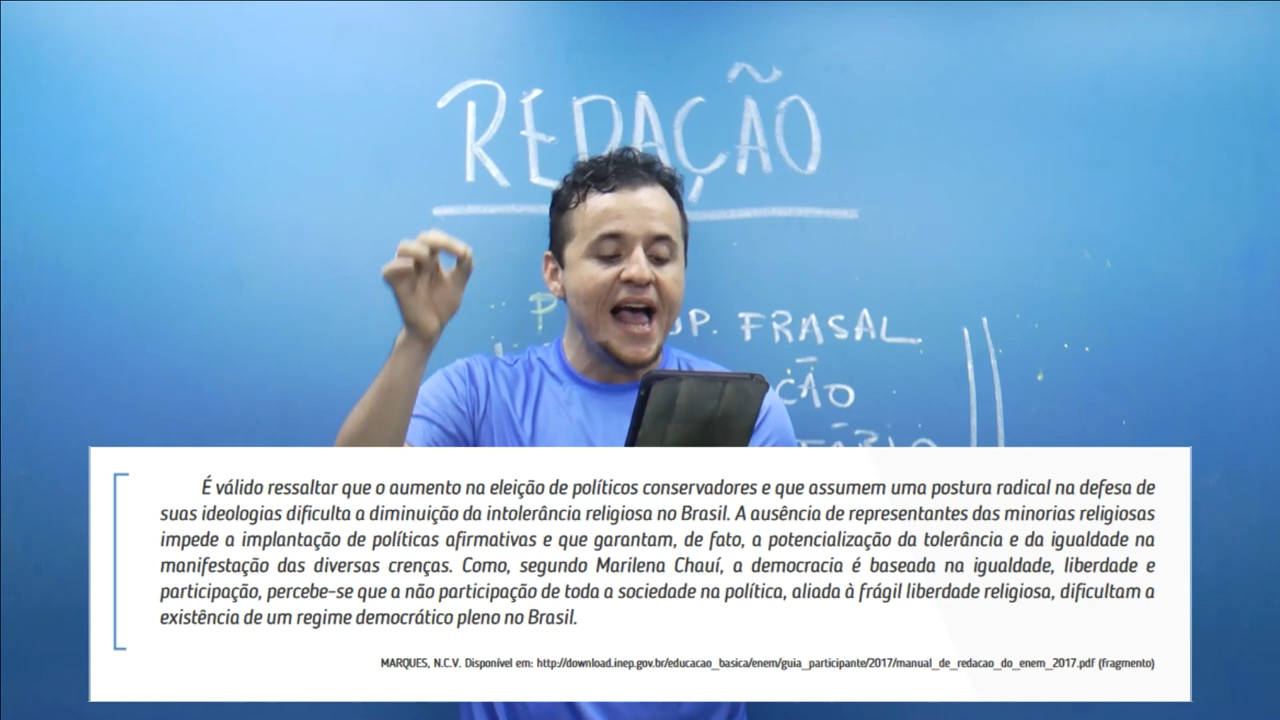 REDAÇÃO
OP. FRASAL
ÇÃO
É válido ressaltar que o aumento na eleição de políticos conservadores e que assumem uma postura radical na defesa de
suas ideologias dificulta a diminuição da intolerância religiosa no Brasil. A ausência de representantes das minorias religiosas
impede a implantação de políticas afirmativas e que garantam, de fato, a potencialização da tolerância e da igualdade na
manifestação das diversas crenças. Como, segundo Marilena Chauí, a democracia é baseada na igualdade, liberdade e
participação, percebe-se que a não participação de toda a sociedade na política, aliada à frágil liberdade religiosa, dificultam a
existência de um regime democrático pleno no Brasil.
MARQUES, N.C.V. Disponível em: http://download.inep.gov.br/educacao_basica/enem/guia_participante/2017/manual_de_redacao_do_enem_2017.pdf (fragmento)